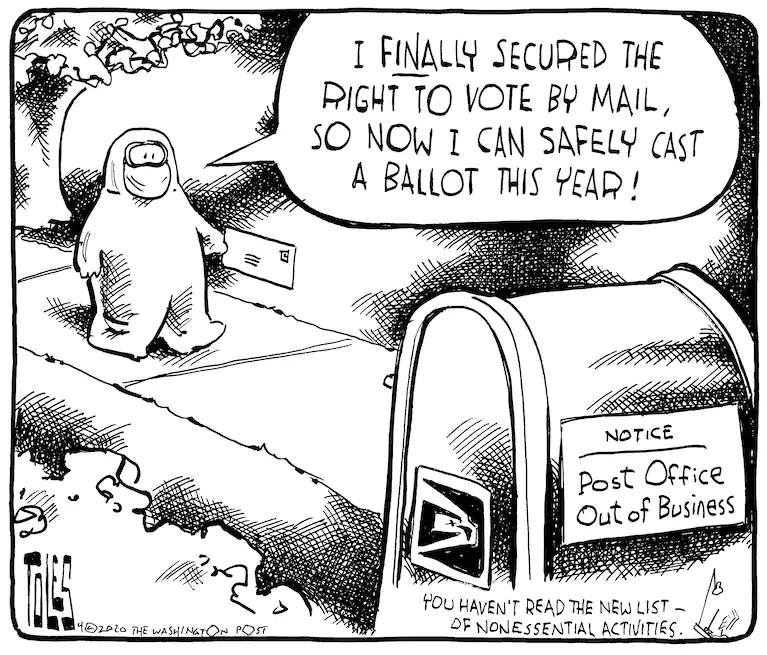 I FINALLY SECURED THE
RIGHT TO VOTE BY MAIL,
SO NOW I CAN SAFELY CAST
A BALLOT THIS YEAR!
NOTICE
Post Office
Out of Business
YOU HAVEN'T READ THE NEW LIST –
OF NONESSENTIAL ACTIVITIES.
TOLES
©2020 THE WASHINGTON POST